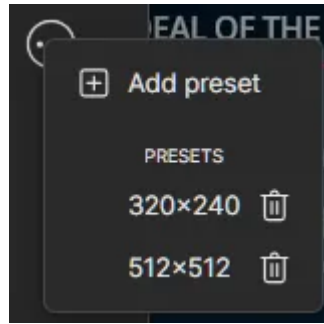 EAL OF THE
Add preset
PRESETS
320×240
512×512